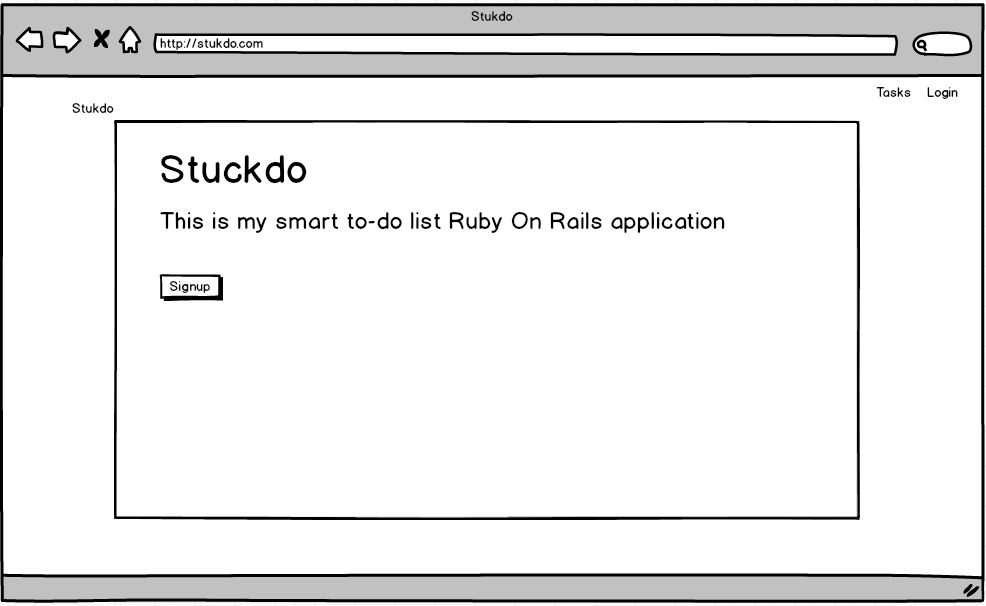 Stukdo
http://stukdo.com
Tasks Login
Stukdo
Stuckdo
This is my smart to-do list Ruby On Rails application
Signup